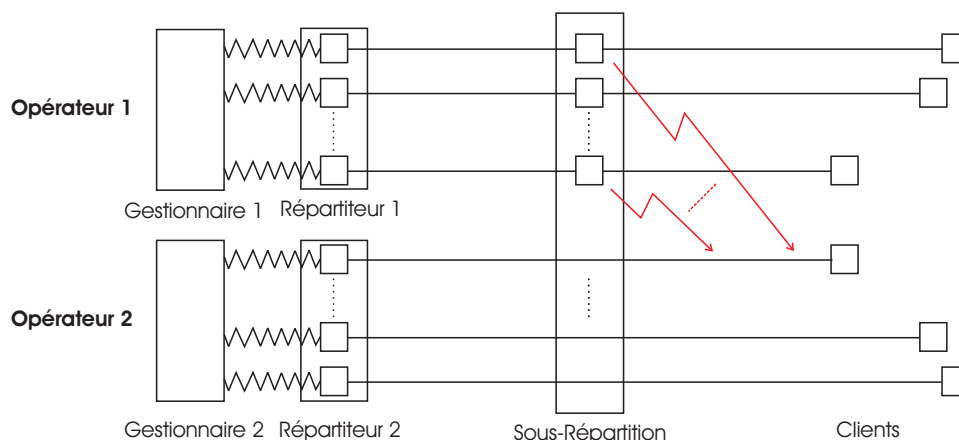 Opérateur 1
Gestionnaire 1 Répartiteur 1
Opérateur 2
Gestionnaire 2 Répartiteur 2 Sous-Répartition Clients